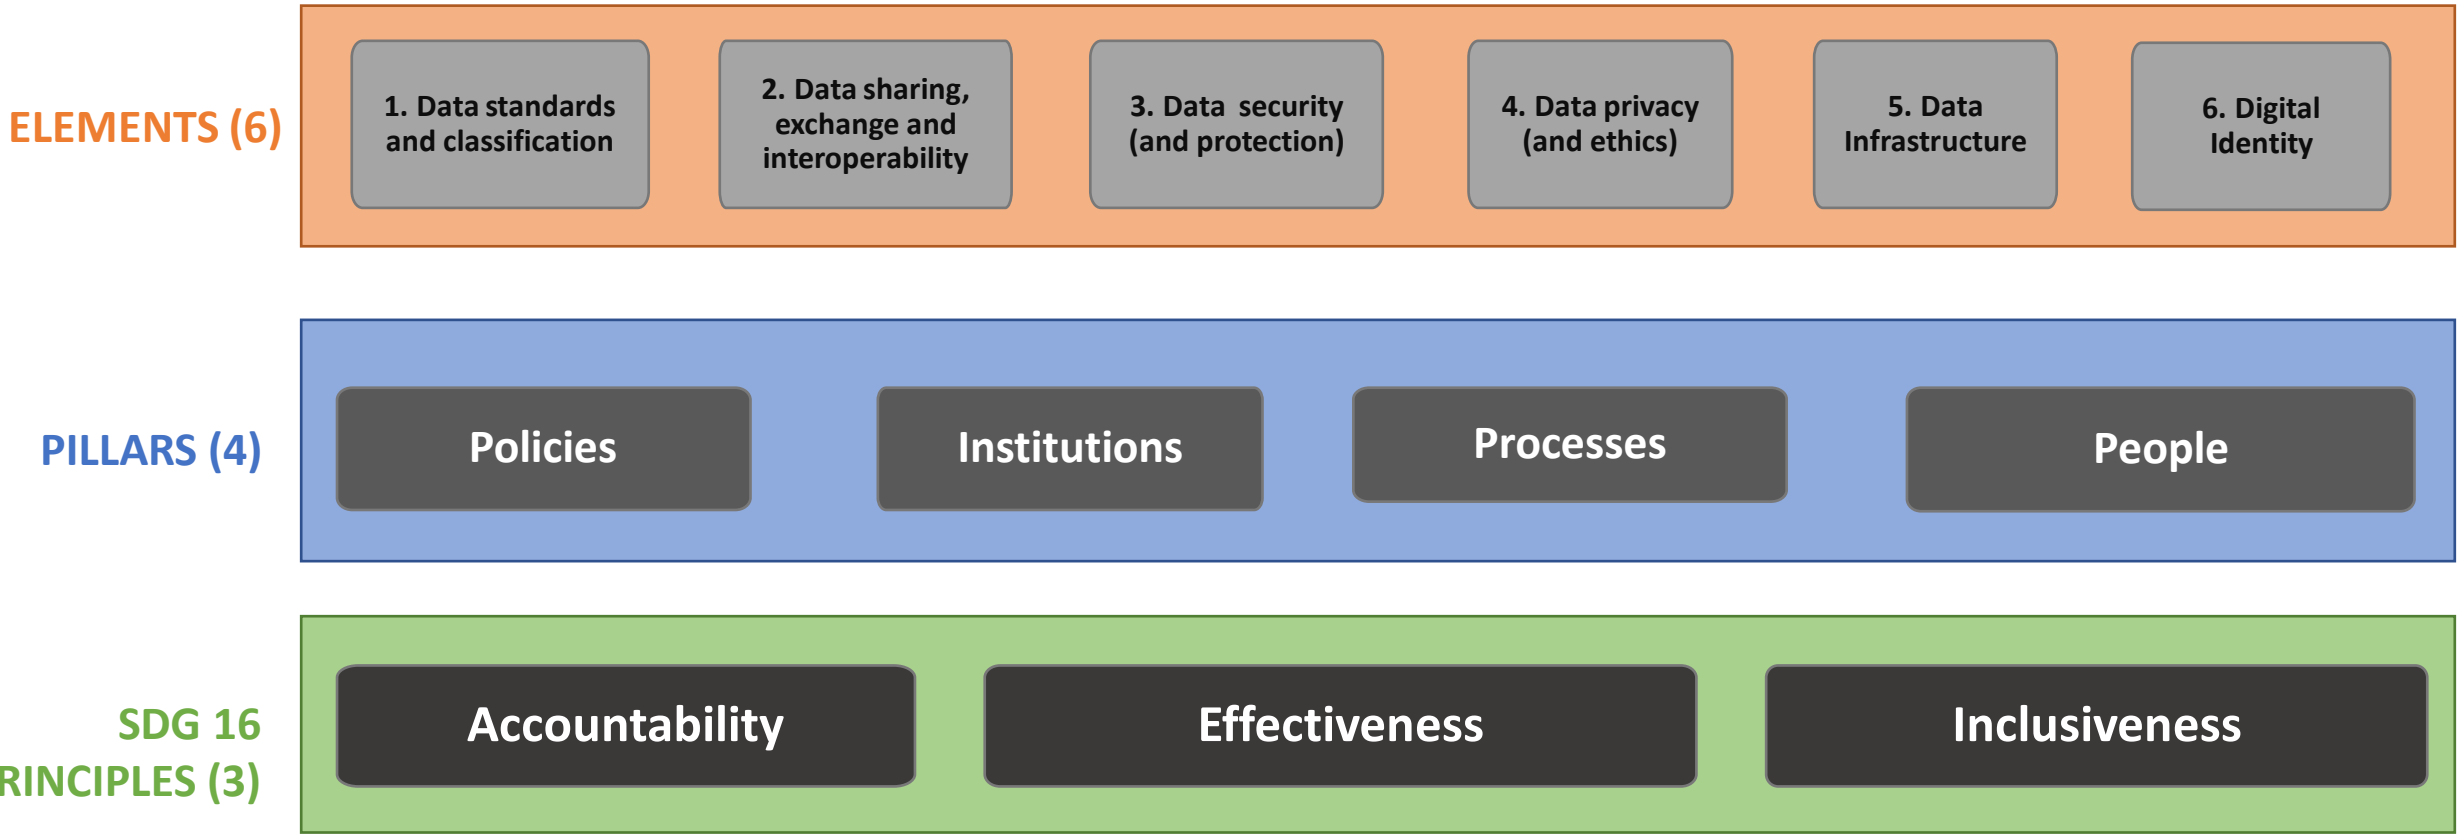 ELEMENTS (6)
1. Data standards
and classification
2. Data sharing,
exchange and
interoperability
3. Data security
(and protection)
4. Data privacy
(and ethics)
5. Data
Infrastructure
6. Digital
Identity
PILLARS (4)
Policies
Institutions
Processes
People
SDG 16
RINCIPLES (3)
Accountability
Effectiveness
Inclusiveness